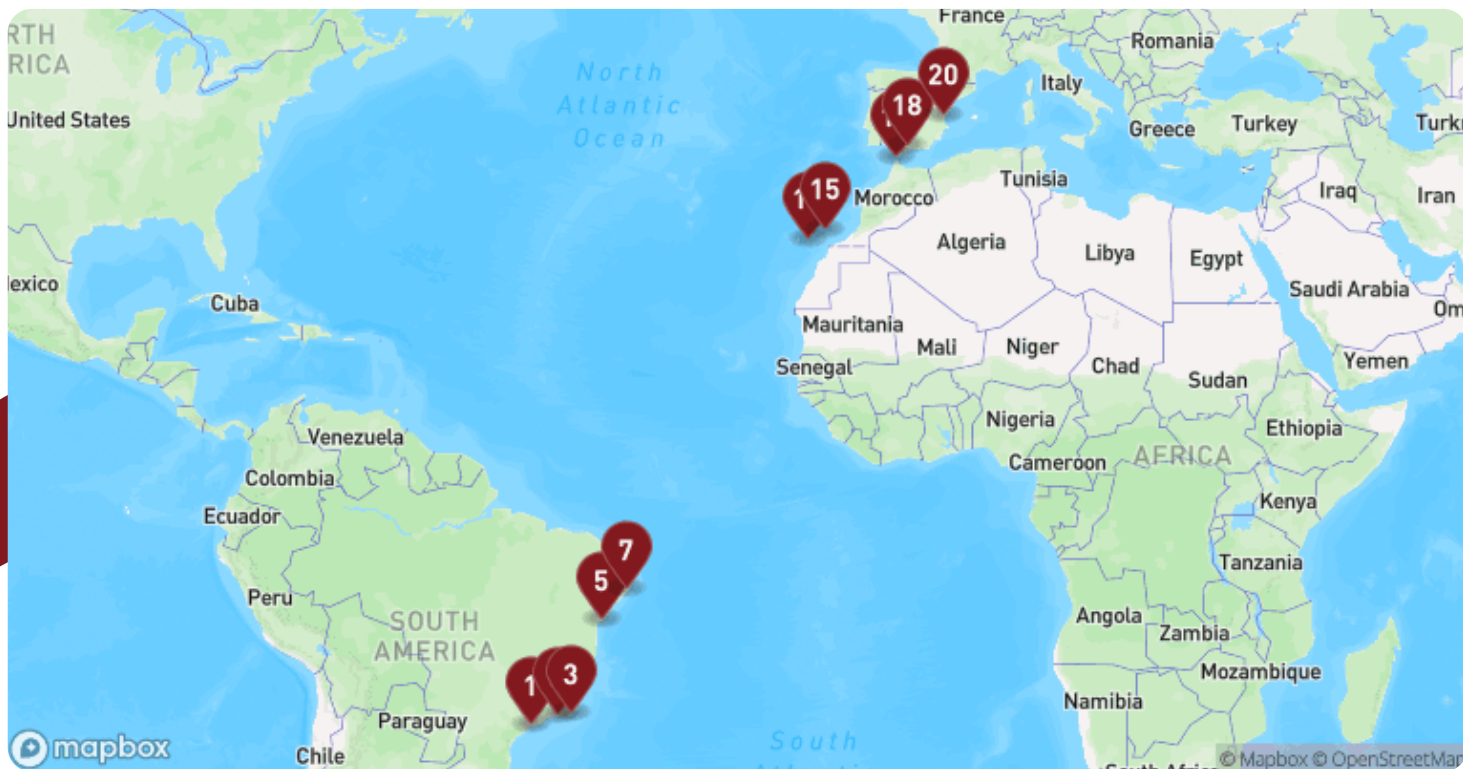 France
RTH
RICA
Romania
20
Italy
North
Atlantic
Ocean
18
United States
Greece
Turkey
Turk
Tunisia
15
1
Morocco
Iraq
Iran
Algeria
Libya
Egypt
exico
Cuba
Saudi Arabia
Om
Mauritania
Mali
Niger
Chad
Yemen
Senegal
Sudan
Nigeria
Ethiopia
Venezuela
Cameroon
AFRICA
Colombia
Kenya
Ecuador
7
Tanzania
5
Peru
Angola
SOUTH
AMERICA
Zambia
Mozambique
3
1
Namibia
Paraguay
South
Chile
mapbox
© Mapbox © OpenStreetMap